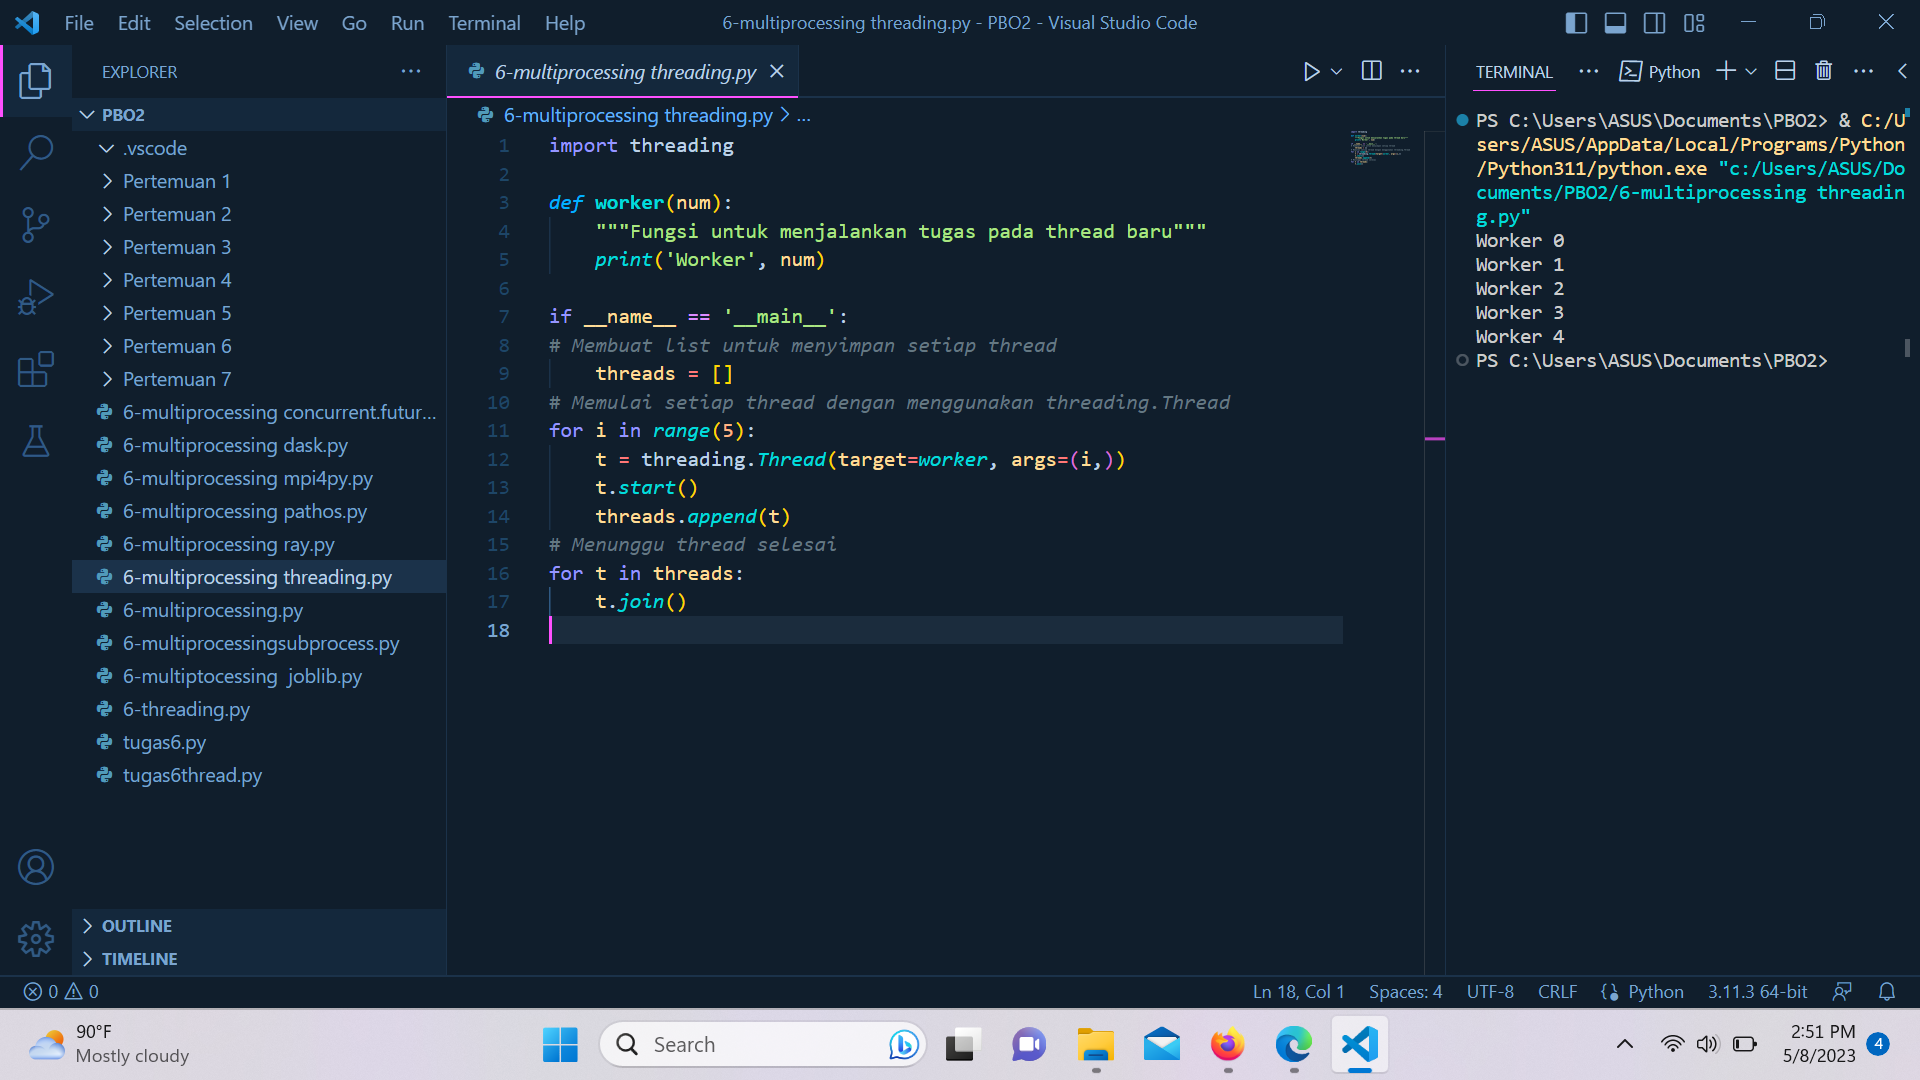 File Edit Selection View Go Run Terminal Help
6-multiprocessing threading.py - PBO2 - Visual Studio Code
EXPLORER
PBO2
.vscode
Pertemuan 1
Pertemuan 2
Pertemuan 3
Pertemuan 4
Pertemuan 5
Pertemuan 6
Pertemuan 7
6-multiprocessing concurrent.futur...
6-multiprocessing dask.py
6-multiprocessing mpi4py.py
6-multiprocessing pathos.py
6-multiprocessing ray.py
6-multiprocessing threading.py
6-multiprocessing.py
6-multiprocessingsubprocess.py
6-multiptocessing joblib.py
6-threading.py
tugas6.py
tugas6thread.py
OUTLINE
TIMELINE
6-multiprocessing threading.py
6-multiprocessing threading.py > ...
1 import threading
2
3 def worker(num):
4 """Fungsi untuk menjalankan tugas pada thread baru"""
5 print('Worker', num)
6
7 if __name__ == '__main__':
8 # Membuat list untuk menyimpan setiap thread
9 threads = []
10 # Memulai setiap thread dengan menggunakan threading.Thread
11 for i in range(5):
12 t = threading.Thread(target=worker, args=(i,))
13 t.start()
14 threads.append(t)
15 # Menunggu thread selesai
16 for t in threads:
17 t.join()
18
TERMINAL Python
PS C:\Users\ASUS\Documents\PBO2> & C:/U
sers/ASUS/AppData/Local/Programs/Python
/Python311/python.exe "c:/Users/ASUS/Do
cuments/PBO2/6-multiprocessing threadin
g.py"
Worker 0
Worker 1
Worker 2
Worker 3
Worker 4
PS C:\Users\ASUS\Documents\PBO2>
0 0
Ln 18, Col 1 Spaces: 4 UTF-8 CRLF Python 3.11.3 64-bit
90°F
Mostly cloudy
Search
2:51 PM
5/8/2023
4